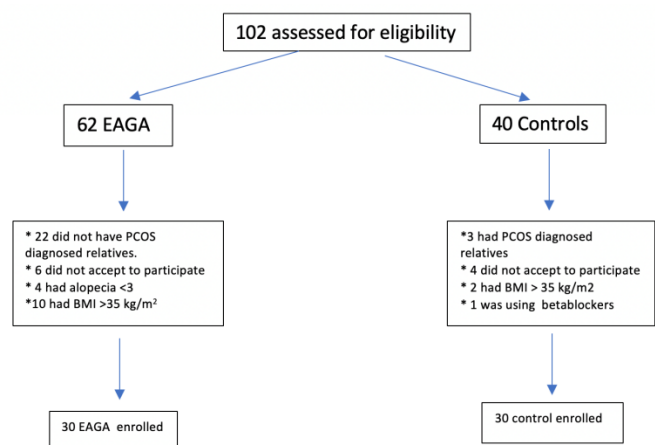 102 assessed for eligibility
62 EAGA
40 Controls
* 22 did not have PCOS
diagnosed relatives.
* 6 did not accept to participate
* 4 had alopecia <3
*10 had BMI >35 kg/m²
*3 had PCOS diagnosed
relatives
* 4 did not accept to participate
* 2 had BMI > 35 kg/m2
* 1 was using betablockers
30 EAGA enrolled
30 control enrolled